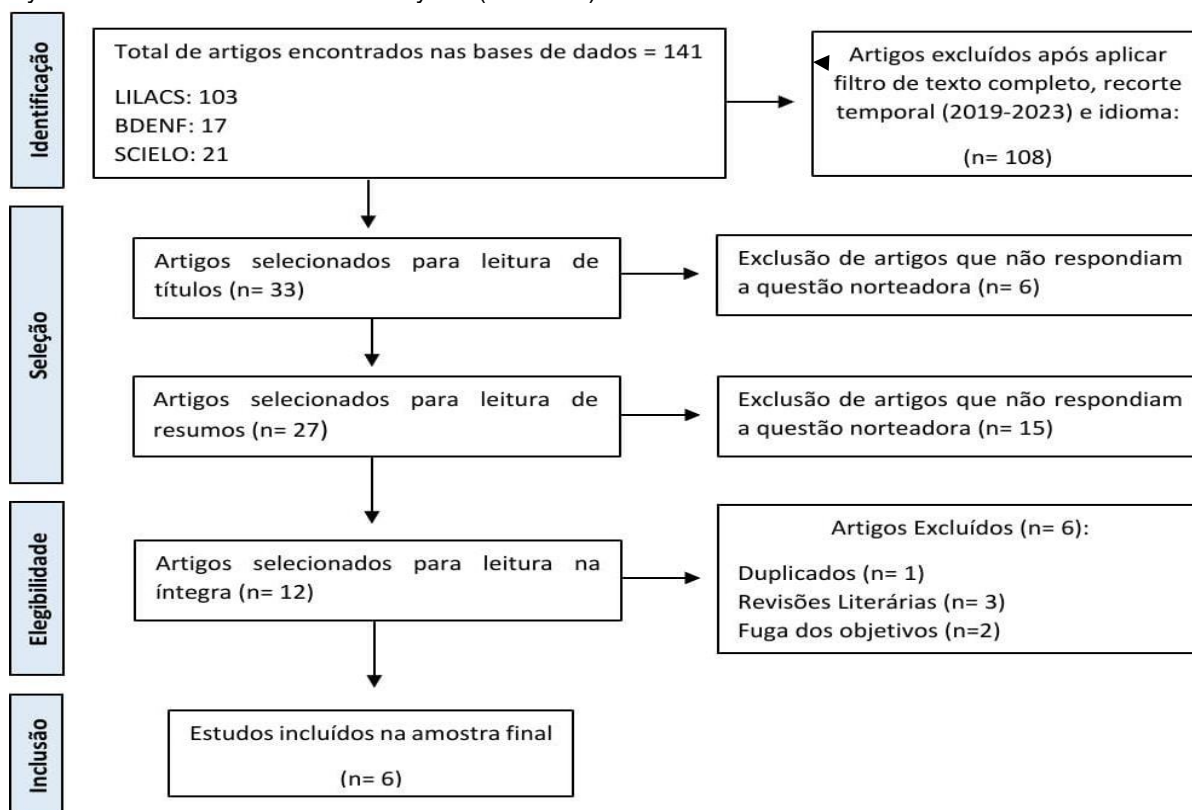 Identificação
Total de artigos encontrados nas bases de dados = 141
LILACS: 103
BDENF: 17
SCIELO: 21
Artigos excluídos após aplicar
filtro de texto completo, recorte
temporal (2019-2023) e idioma:
(n= 108)
Seleção
Artigos selecionados para leitura de
títulos (n= 33)
Exclusão de artigos que não respondiam
a questão norteadora (n= 6)
Artigos selecionados para leitura de
resumos (n= 27)
Exclusão de artigos que não respondiam
a questão norteadora (n= 15)
Elegibilidade
Artigos selecionados para leitura na
íntegra (n= 12)
Artigos Excluídos (n= 6):
Duplicados (n= 1)
Revisões Literárias (n= 3)
Fuga dos objetivos (n=2)
Inclusão
Estudos incluídos na amostra final
(n= 6)